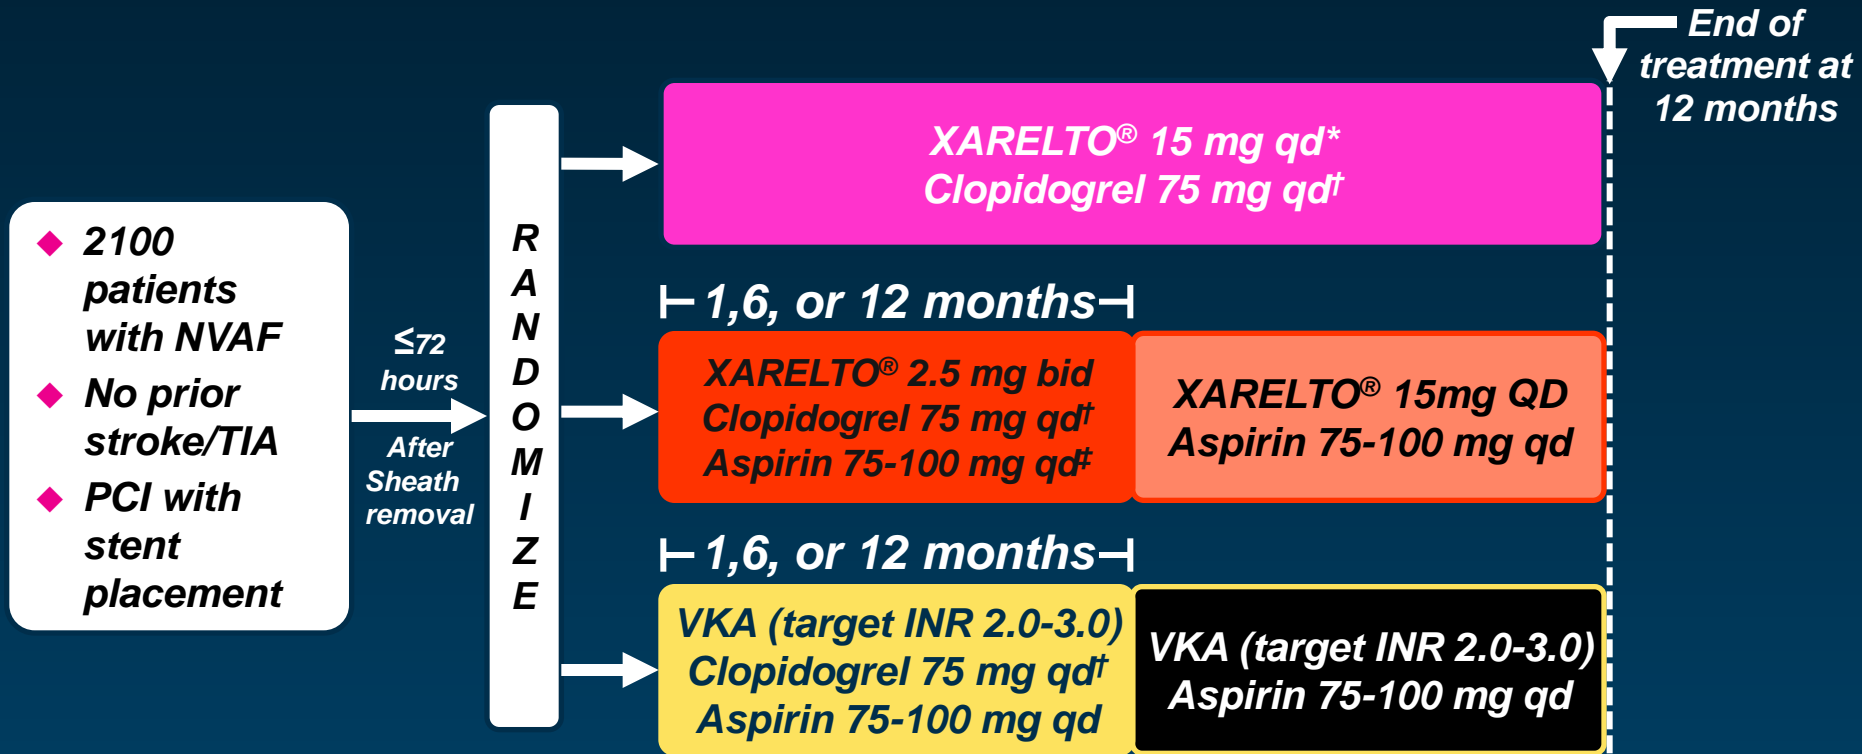 End of
treatment at
12 months
XARELTO® 15 mg qd*
Clopidogrel 75 mg qd†
2100
patients
with NVAF
No prior
stroke/TIA
PCI with
stent
placement
≤72
hours
After
Sheath
removal
R
A
N
D
O
M
I
Z
E
1,6, or 12 months
XARELTO® 2.5 mg bid
Clopidogrel 75 mg qd†
Aspirin 75-100 mg qd‡
XARELTO® 15mg QD
Aspirin 75-100 mg qd
1,6, or 12 months
VKA (target INR 2.0-3.0)
Clopidogrel 75 mg qd†
Aspirin 75-100 mg qd
VKA (target INR 2.0-3.0)
Aspirin 75-100 mg qd